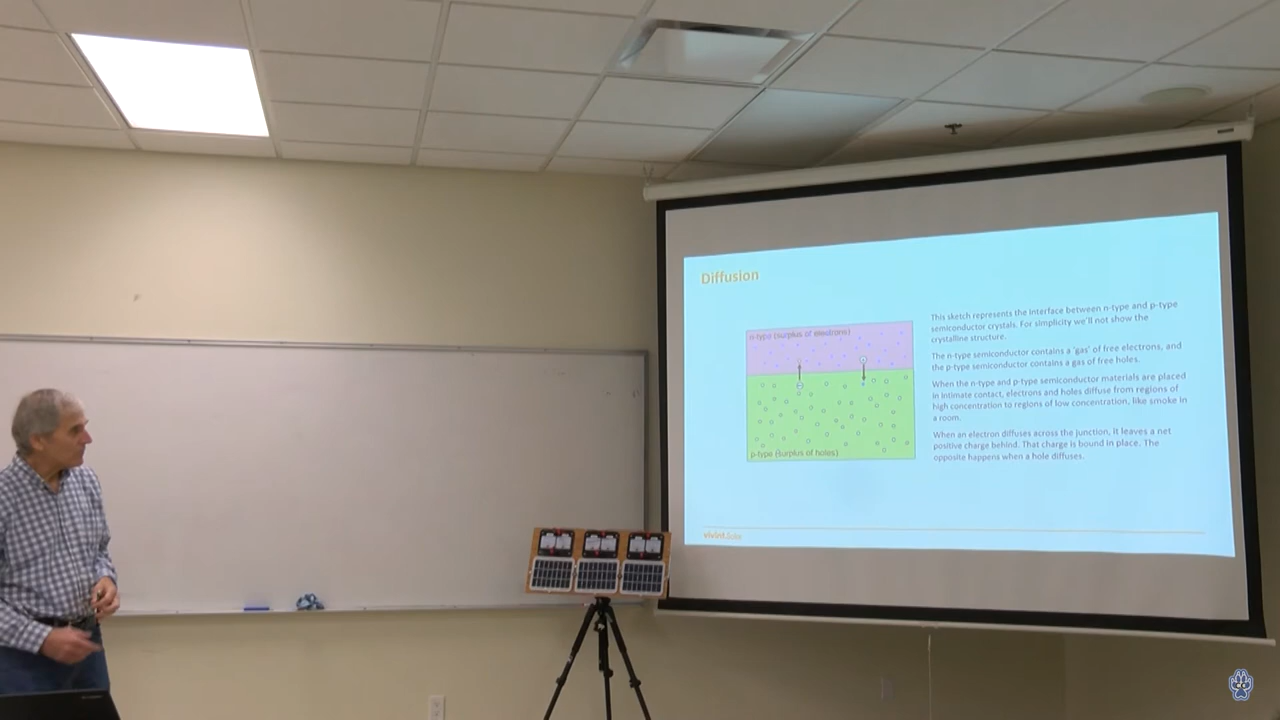 Diffusion
n-type (surplus of electrons)
p-type (surplus of holes)
This sketch represents the interface between n-type and p-type
semiconductor crystals. For simplicity we'll not show the
crystalline structure.
The n-type semiconductor contains a 'gas' of free electrons, and
the p-type semiconductor contains a gas of free holes.
When the n-type and p-type semiconductor materials are placed
in intimate contact, electrons and holes diffuse from regions of
high concentration to regions of low concentration, like smoke in
a room.
When an electron diffuses across the junction, it leaves a net
positive charge behind. That charge is bound in place. The
opposite happens when a hole diffuses.
vivint.Solar